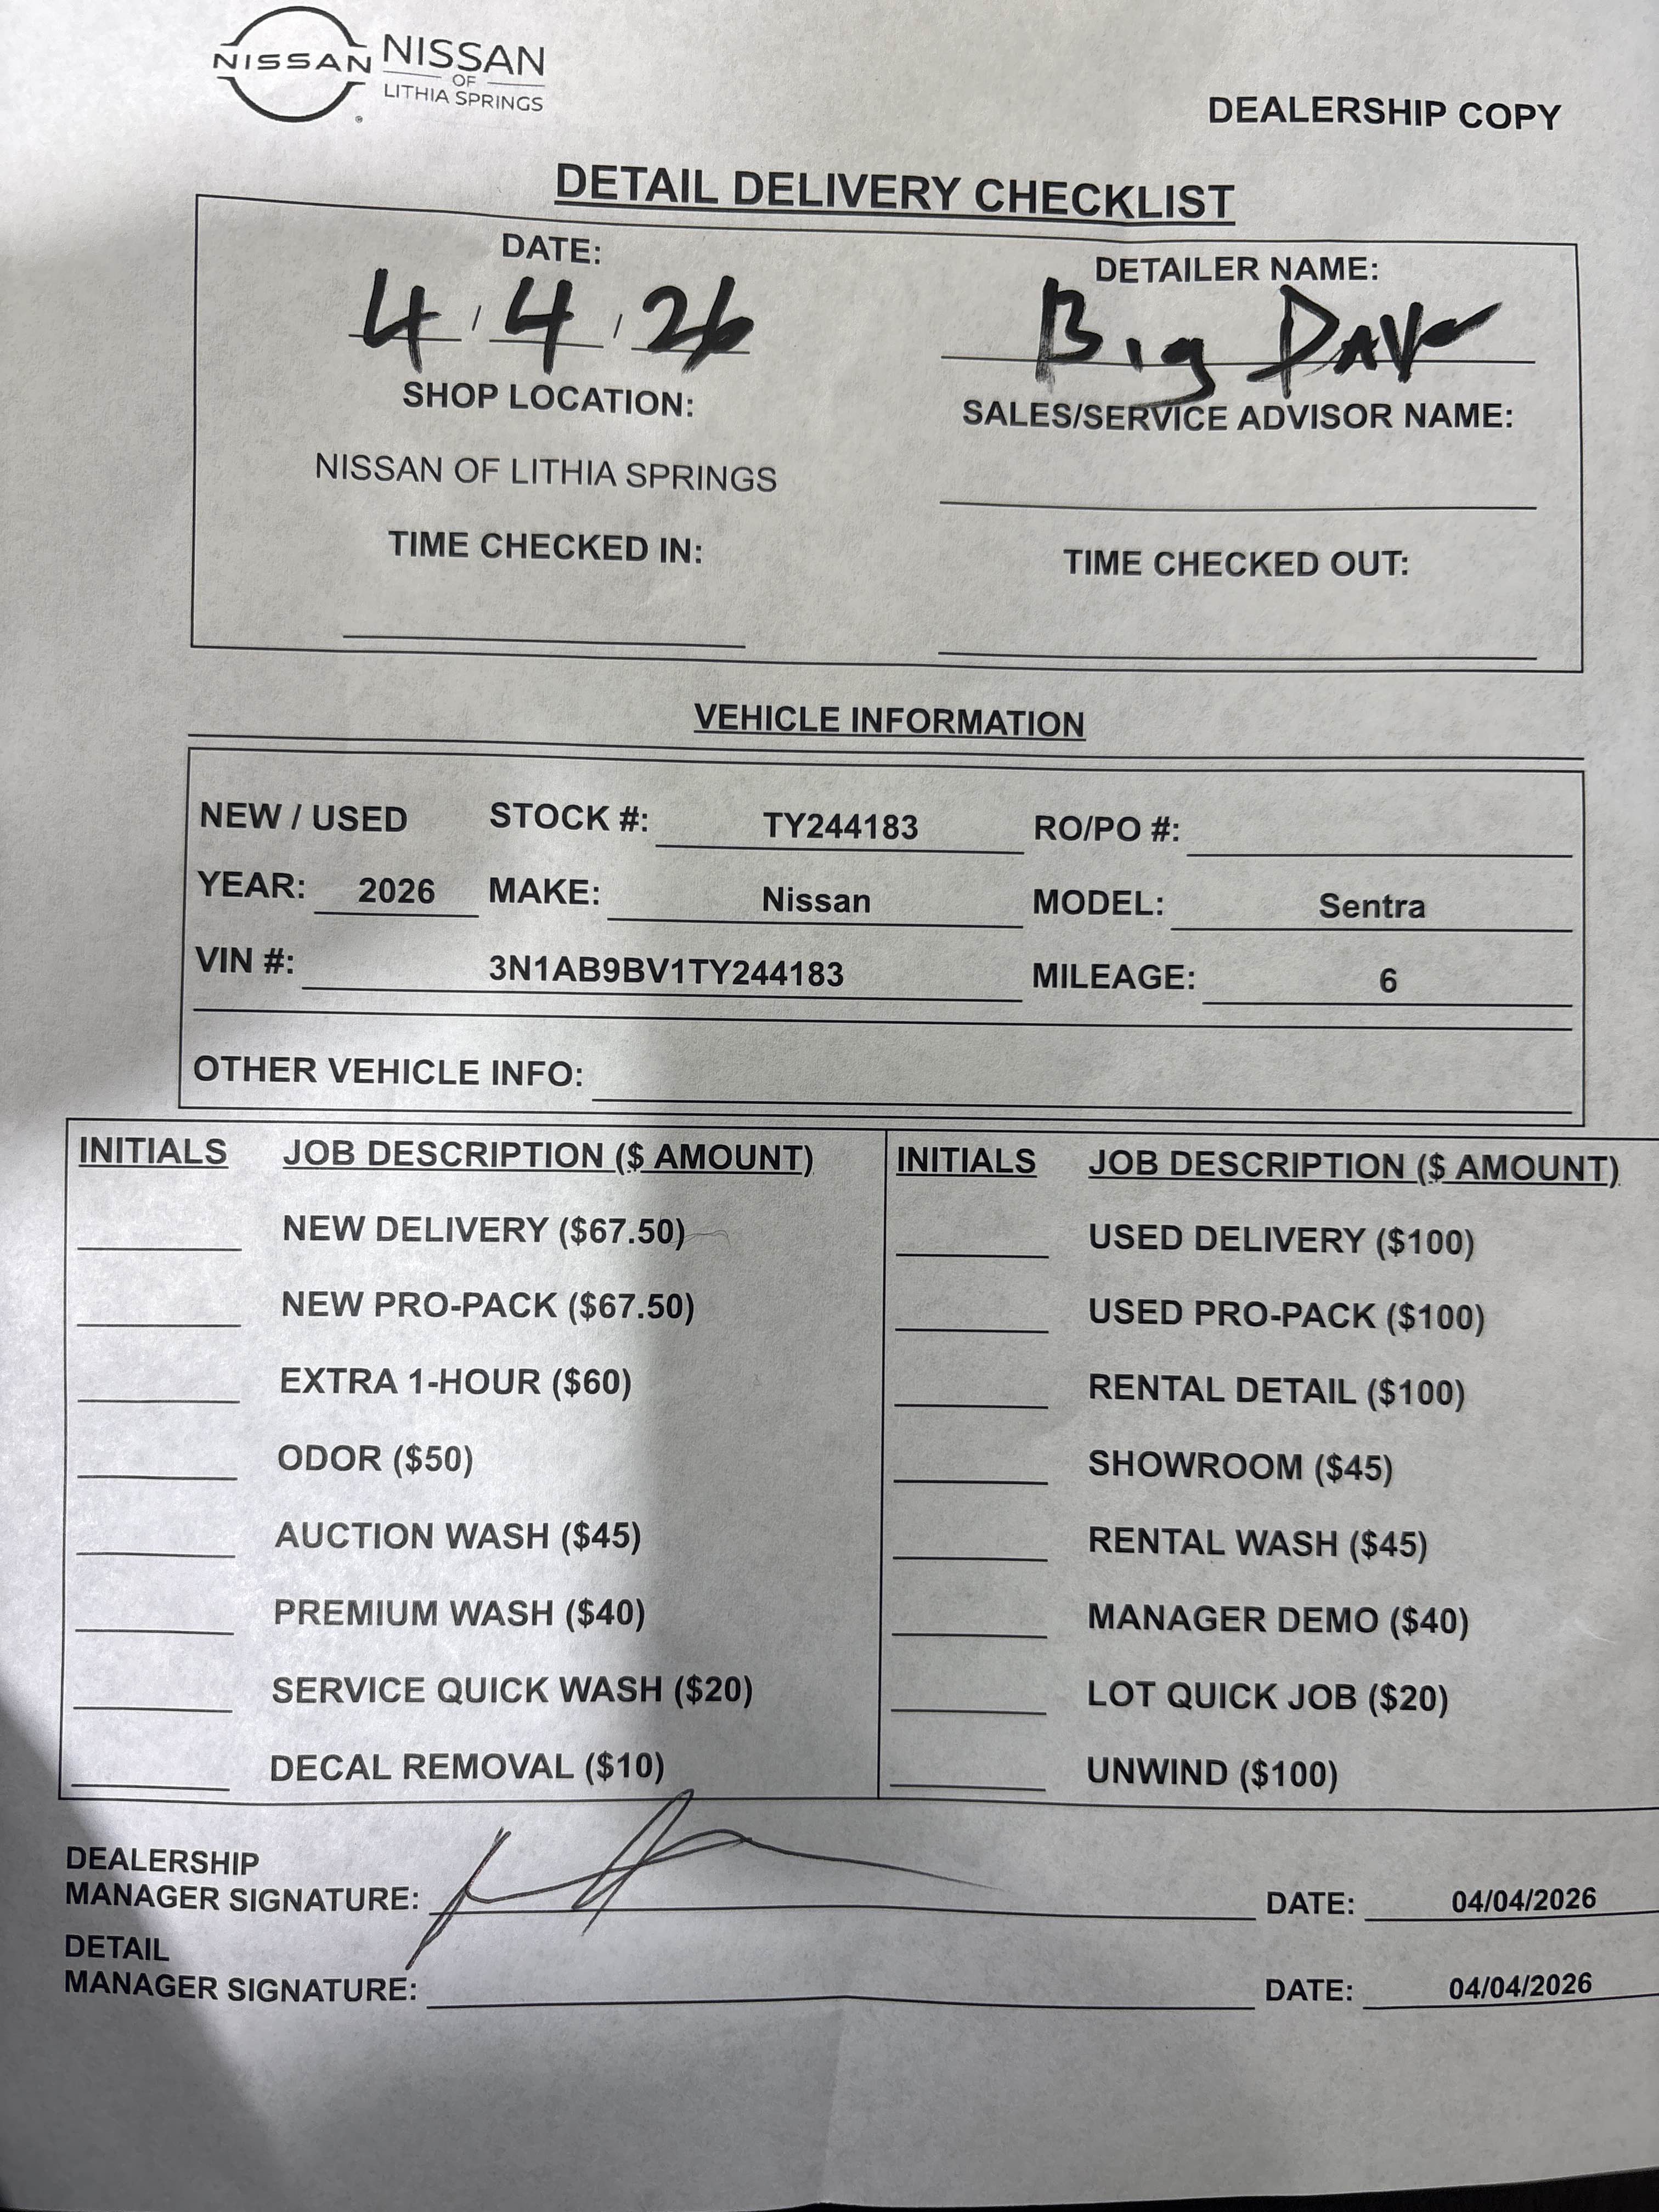 NISSAN NISSAN
OF
LITHIA SPRINGS
DEALERSHIP COPY
DETAIL DELIVERY CHECKLIST
DATE: DETAILER NAME:
4 / 4 / 26 Big Dave
SHOP LOCATION: SALES/SERVICE ADVISOR NAME:
NISSAN OF LITHIA SPRINGS
TIME CHECKED IN: TIME CHECKED OUT:
VEHICLE INFORMATION
NEW / USED STOCK #: TY244183 RO/PO #:
YEAR: 2026 MAKE: Nissan MODEL: Sentra
VIN #: 3N1AB9BV1TY244183 MILEAGE: 6
OTHER VEHICLE INFO:
INITIALS JOB DESCRIPTION ($ AMOUNT) INITIALS JOB DESCRIPTION ($ AMOUNT)
NEW DELIVERY ($67.50) USED DELIVERY ($100)
NEW PRO-PACK ($67.50) USED PRO-PACK ($100)
EXTRA 1-HOUR ($60) RENTAL DETAIL ($100)
ODOR ($50) SHOWROOM ($45)
AUCTION WASH ($45) RENTAL WASH ($45)
PREMIUM WASH ($40) MANAGER DEMO ($40)
SERVICE QUICK WASH ($20) LOT QUICK JOB ($20)
DECAL REMOVAL ($10) UNWIND ($100)
DEALERSHIP
MANAGER SIGNATURE: DATE: 04/04/2026
DETAIL
MANAGER SIGNATURE: DATE: 04/04/2026